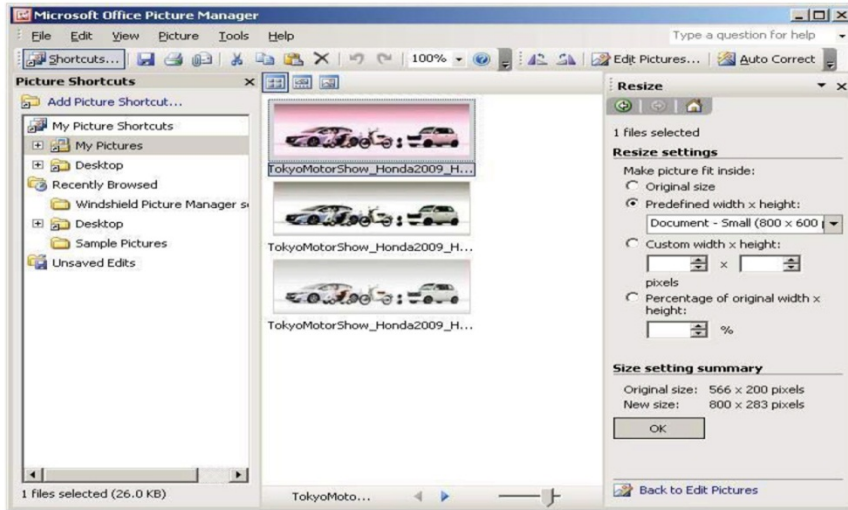 Microsoft Office Picture Manager
File Edit View Picture Tools Help
Type a question for help
Shortcuts... 100% Edit Pictures... Auto Correct
Picture Shortcuts
Add Picture Shortcut...
My Picture Shortcuts
My Pictures
Desktop
Recently Browsed
Windshield Picture Manager s
Desktop
Sample Pictures
Unsaved Edits
1 files selected (26.0 KB)
TokyoMotorShow_Honda2009_H...
TokyoMotorShow_Honda2009_H...
TokyoMotorShow_Honda2009_H...
TokyoMoto...
Resize
1 files selected
Resize settings
Make picture fit inside:
Original size
Predefined width x height:
Document - Small (800 x 600
Custom width x height:
x
pixels
Percentage of original width x
height:
%
Size setting summary
Original size: 566 x 200 pixels
New size: 800 x 283 pixels
OK
Back to Edit Pictures